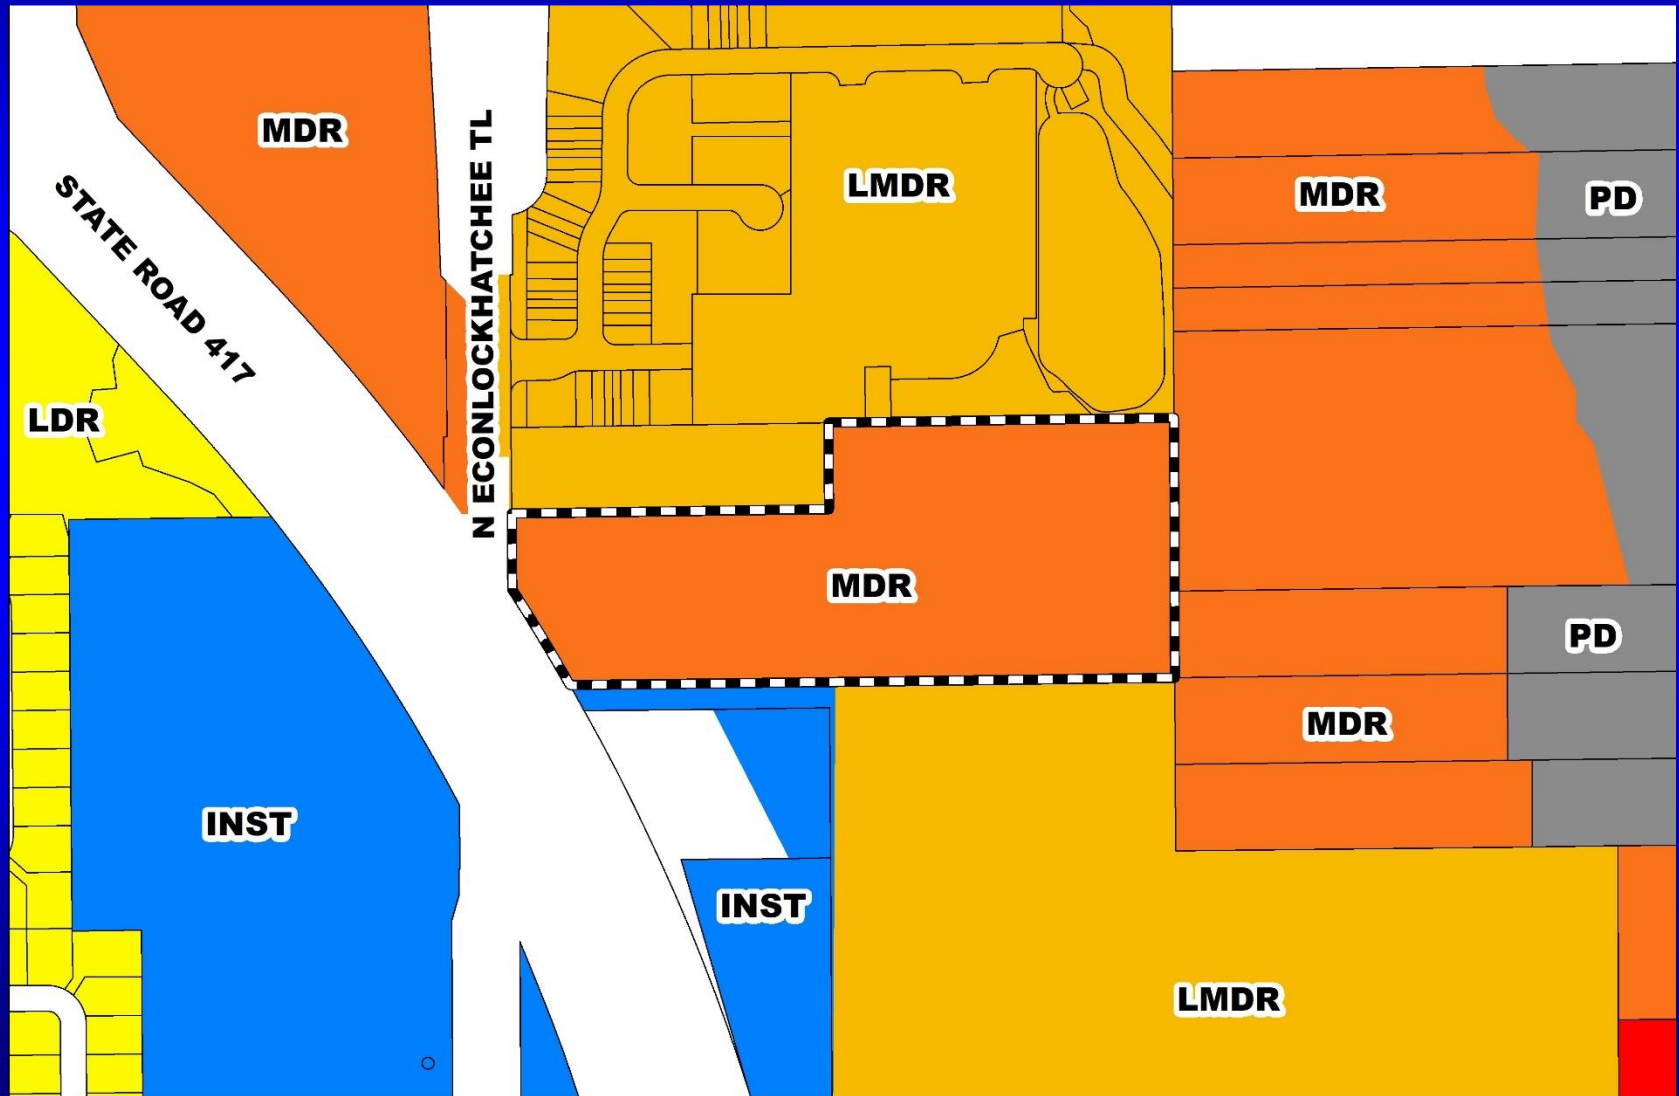 MDR
N ECONLOCKHATCHEE TL
LMDR
MDR
PD
STATE ROAD 417
LDR
MDR
PD
MDR
INST
INST
LMDR